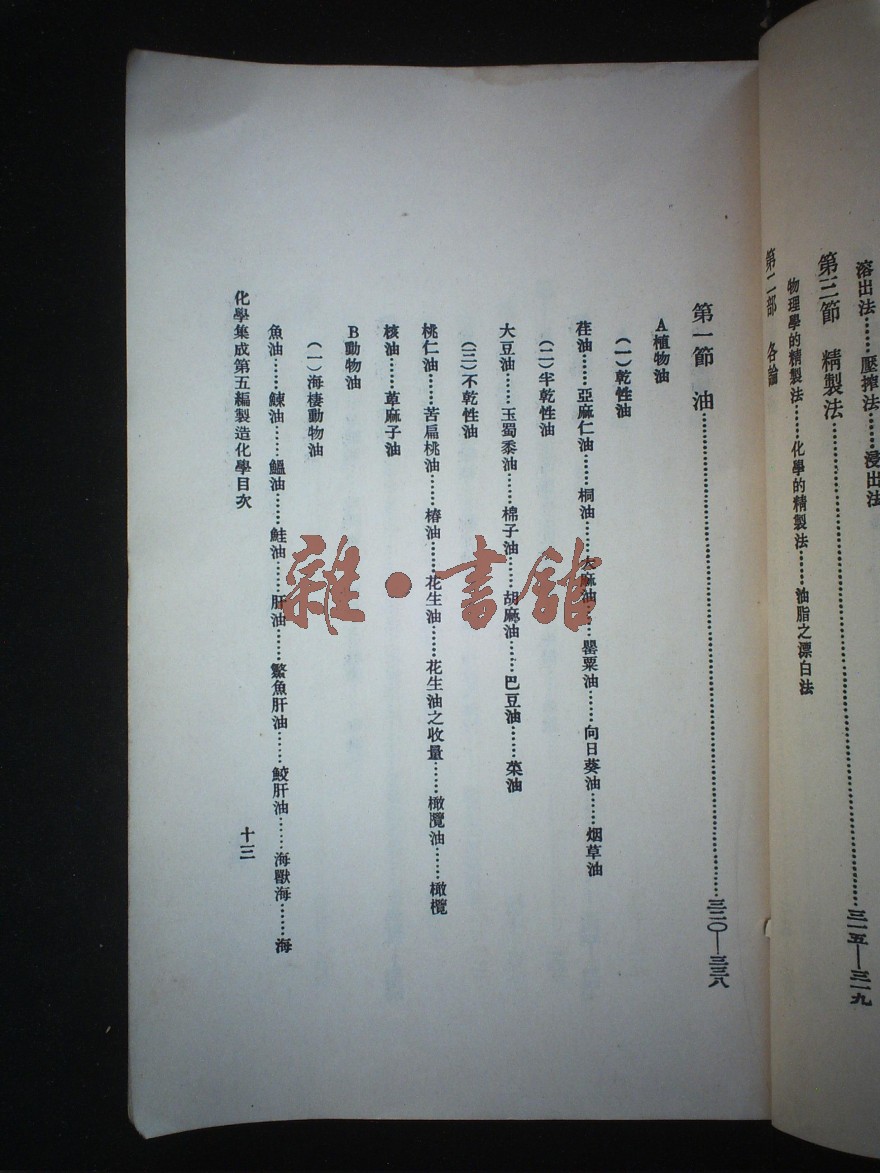 溶出法……壓搾法……浸出法
第三節 精製法……三一五—三一九
物理學的精製法……化學的精製法……油脂之漂白法
第二部 各論
第一節 油……三二〇—三三八
A植物油
(一)乾性油
荏油……亞麻仁油……桐油……大麻油……罌粟油……向日葵油……烟草油
(二)半乾性油
大豆油……玉蜀黍油……棉子油……胡麻油……巴豆油……菜油
(三)不乾性油
桃仁油……苦扁桃油……椿油……花生油……花生油之收量……橄欖油……橄欖
核油……萆麻子油
B動物油
(一)海棲動物油
魚油……鰊油……鰮油……鮭油……肝油……鱉魚肝油……鮫肝油……海獸海……海
化學集成第五編製造化學目次
十三
雜·書館